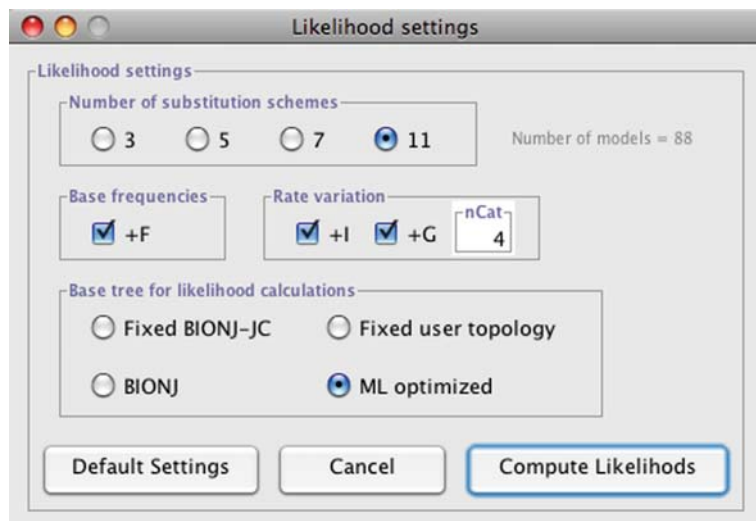 Likelihood settings
Likelihood settings
Number of substitution schemes
3 5 7 11 Number of models = 88
Base frequencies Rate variation
nCat
+F +I +G 4
Base tree for likelihood calculations
Fixed BIONJ-JC Fixed user topology
BIONJ ML optimized
Default Settings Cancel Compute Likelihods